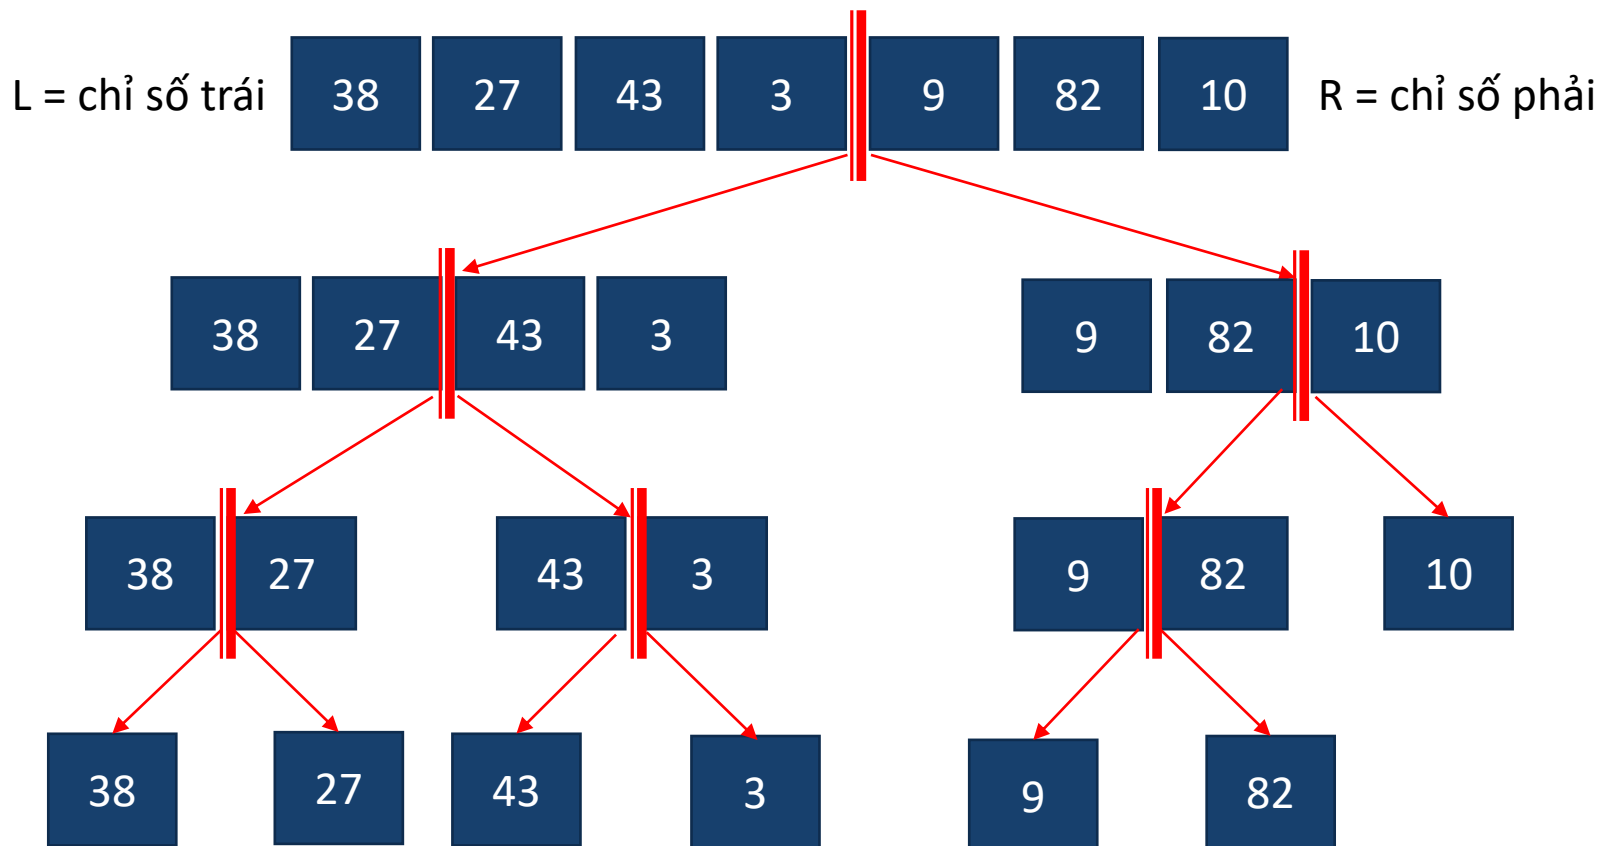 L = chỉ số trái 38 27 43 3 9 82 10 R = chỉ số phải
38 27 43 3 9 82 10
38 27 43 3 9 82 10
38 27 43 3 9 82